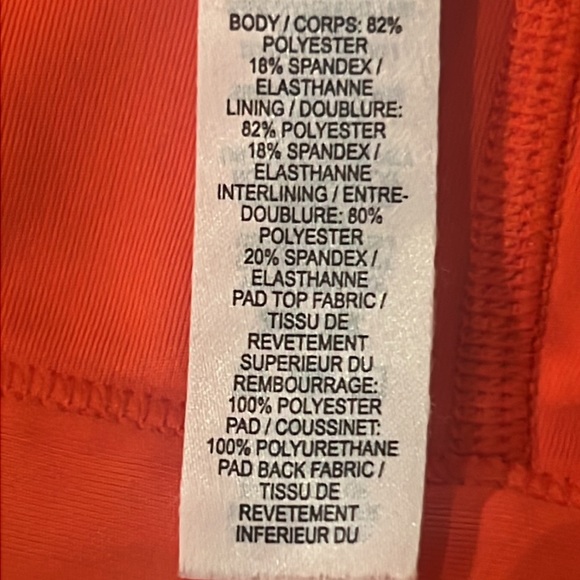 BODY / CORPS: 82%
POLYESTER
18% SPANDEX /
ELASTHANNE
LINING / DOUBLURE:
82% POLYESTER
18% SPANDEX /
ELASTHANNE
INTERLINING / ENTRE-
DOUBLURE: 80%
POLYESTER
20% SPANDEX /
ELASTHANNE
PAD TOP FABRIC /
TISSU DE
REVETEMENT
SUPERIEUR DU
REMBOURRAGE:
100% POLYESTER
PAD / COUSSINET:
100% POLYURETHANE
PAD BACK FABRIC /
TISSU DE
REVETEMENT
INFERIEUR DU